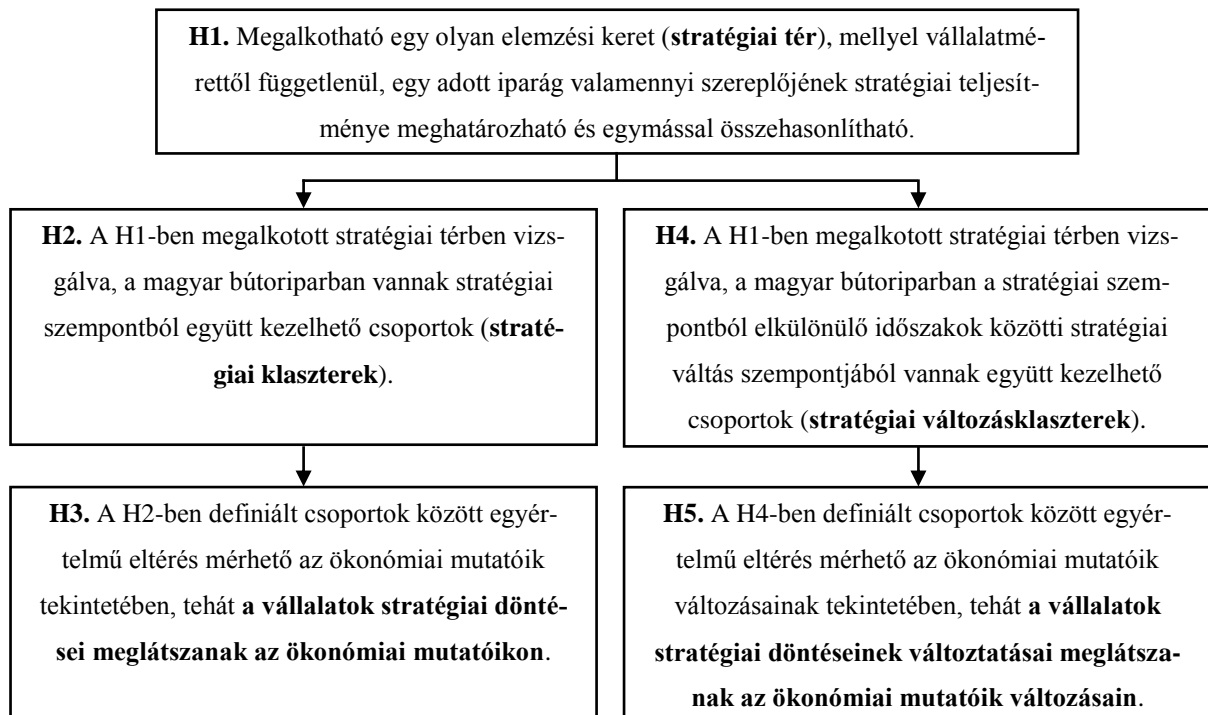 H1. Megalkotható egy olyan elemzési keret (stratégiai tér), mellyel vállalatmé-
rettől függetlenül, egy adott iparág valamennyi szereplőjének stratégiai teljesít-
ménye meghatározható és egymással összehasonlítható.
H2. A H1-ben megalkotott stratégiai térben vizs-
gálva, a magyar bútoriparban vannak stratégiai
szempontból együtt kezelhető csoportok (straté-
giai klaszterek).
H4. A H1-ben megalkotott stratégiai térben vizs-
gálva, a magyar bútoriparban a stratégiai szem-
pontból elkülönülő időszakok közötti stratégiai
váltás szempontjából vannak együtt kezelhető
csoportok (stratégiai változásklaszterek).
H3. A H2-ben definiált csoportok között egyér-
telmű eltérés mérhető az ökonómiai mutatóik
tekintetében, tehát a vállalatok stratégiai dönté-
sei meglátszanak az ökonómiai mutatóikon.
H5. A H4-ben definiált csoportok között egyér-
telmű eltérés mérhető az ökonómiai mutatóik
változásainak tekintetében, tehát a vállalatok
stratégiai döntéseinek változtatásai meglátsza-
nak az ökonómiai mutatóik változásain.